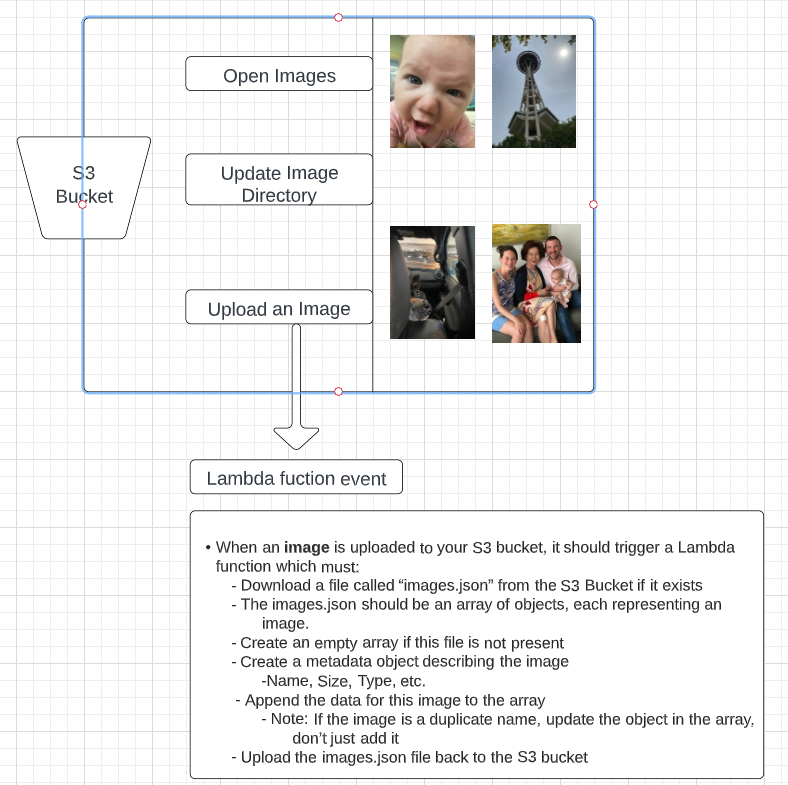 Open Images
S3
Bucket
Update Image
Directory
Upload an Image
Lambda fuction event
• When an image is uploaded to your S3 bucket, it should trigger a Lambda
function which must:
- Download a file called “images.json” from the S3 Bucket if it exists
- The images.json should be an array of objects, each representing an
image.
- Create an empty array if this file is not present
- Create a metadata object describing the image
-Name, Size, Type, etc.
- Append the data for this image to the array
- Note: If the image is a duplicate name, update the object in the array,
don’t just add it
- Upload the images.json file back to the S3 bucket